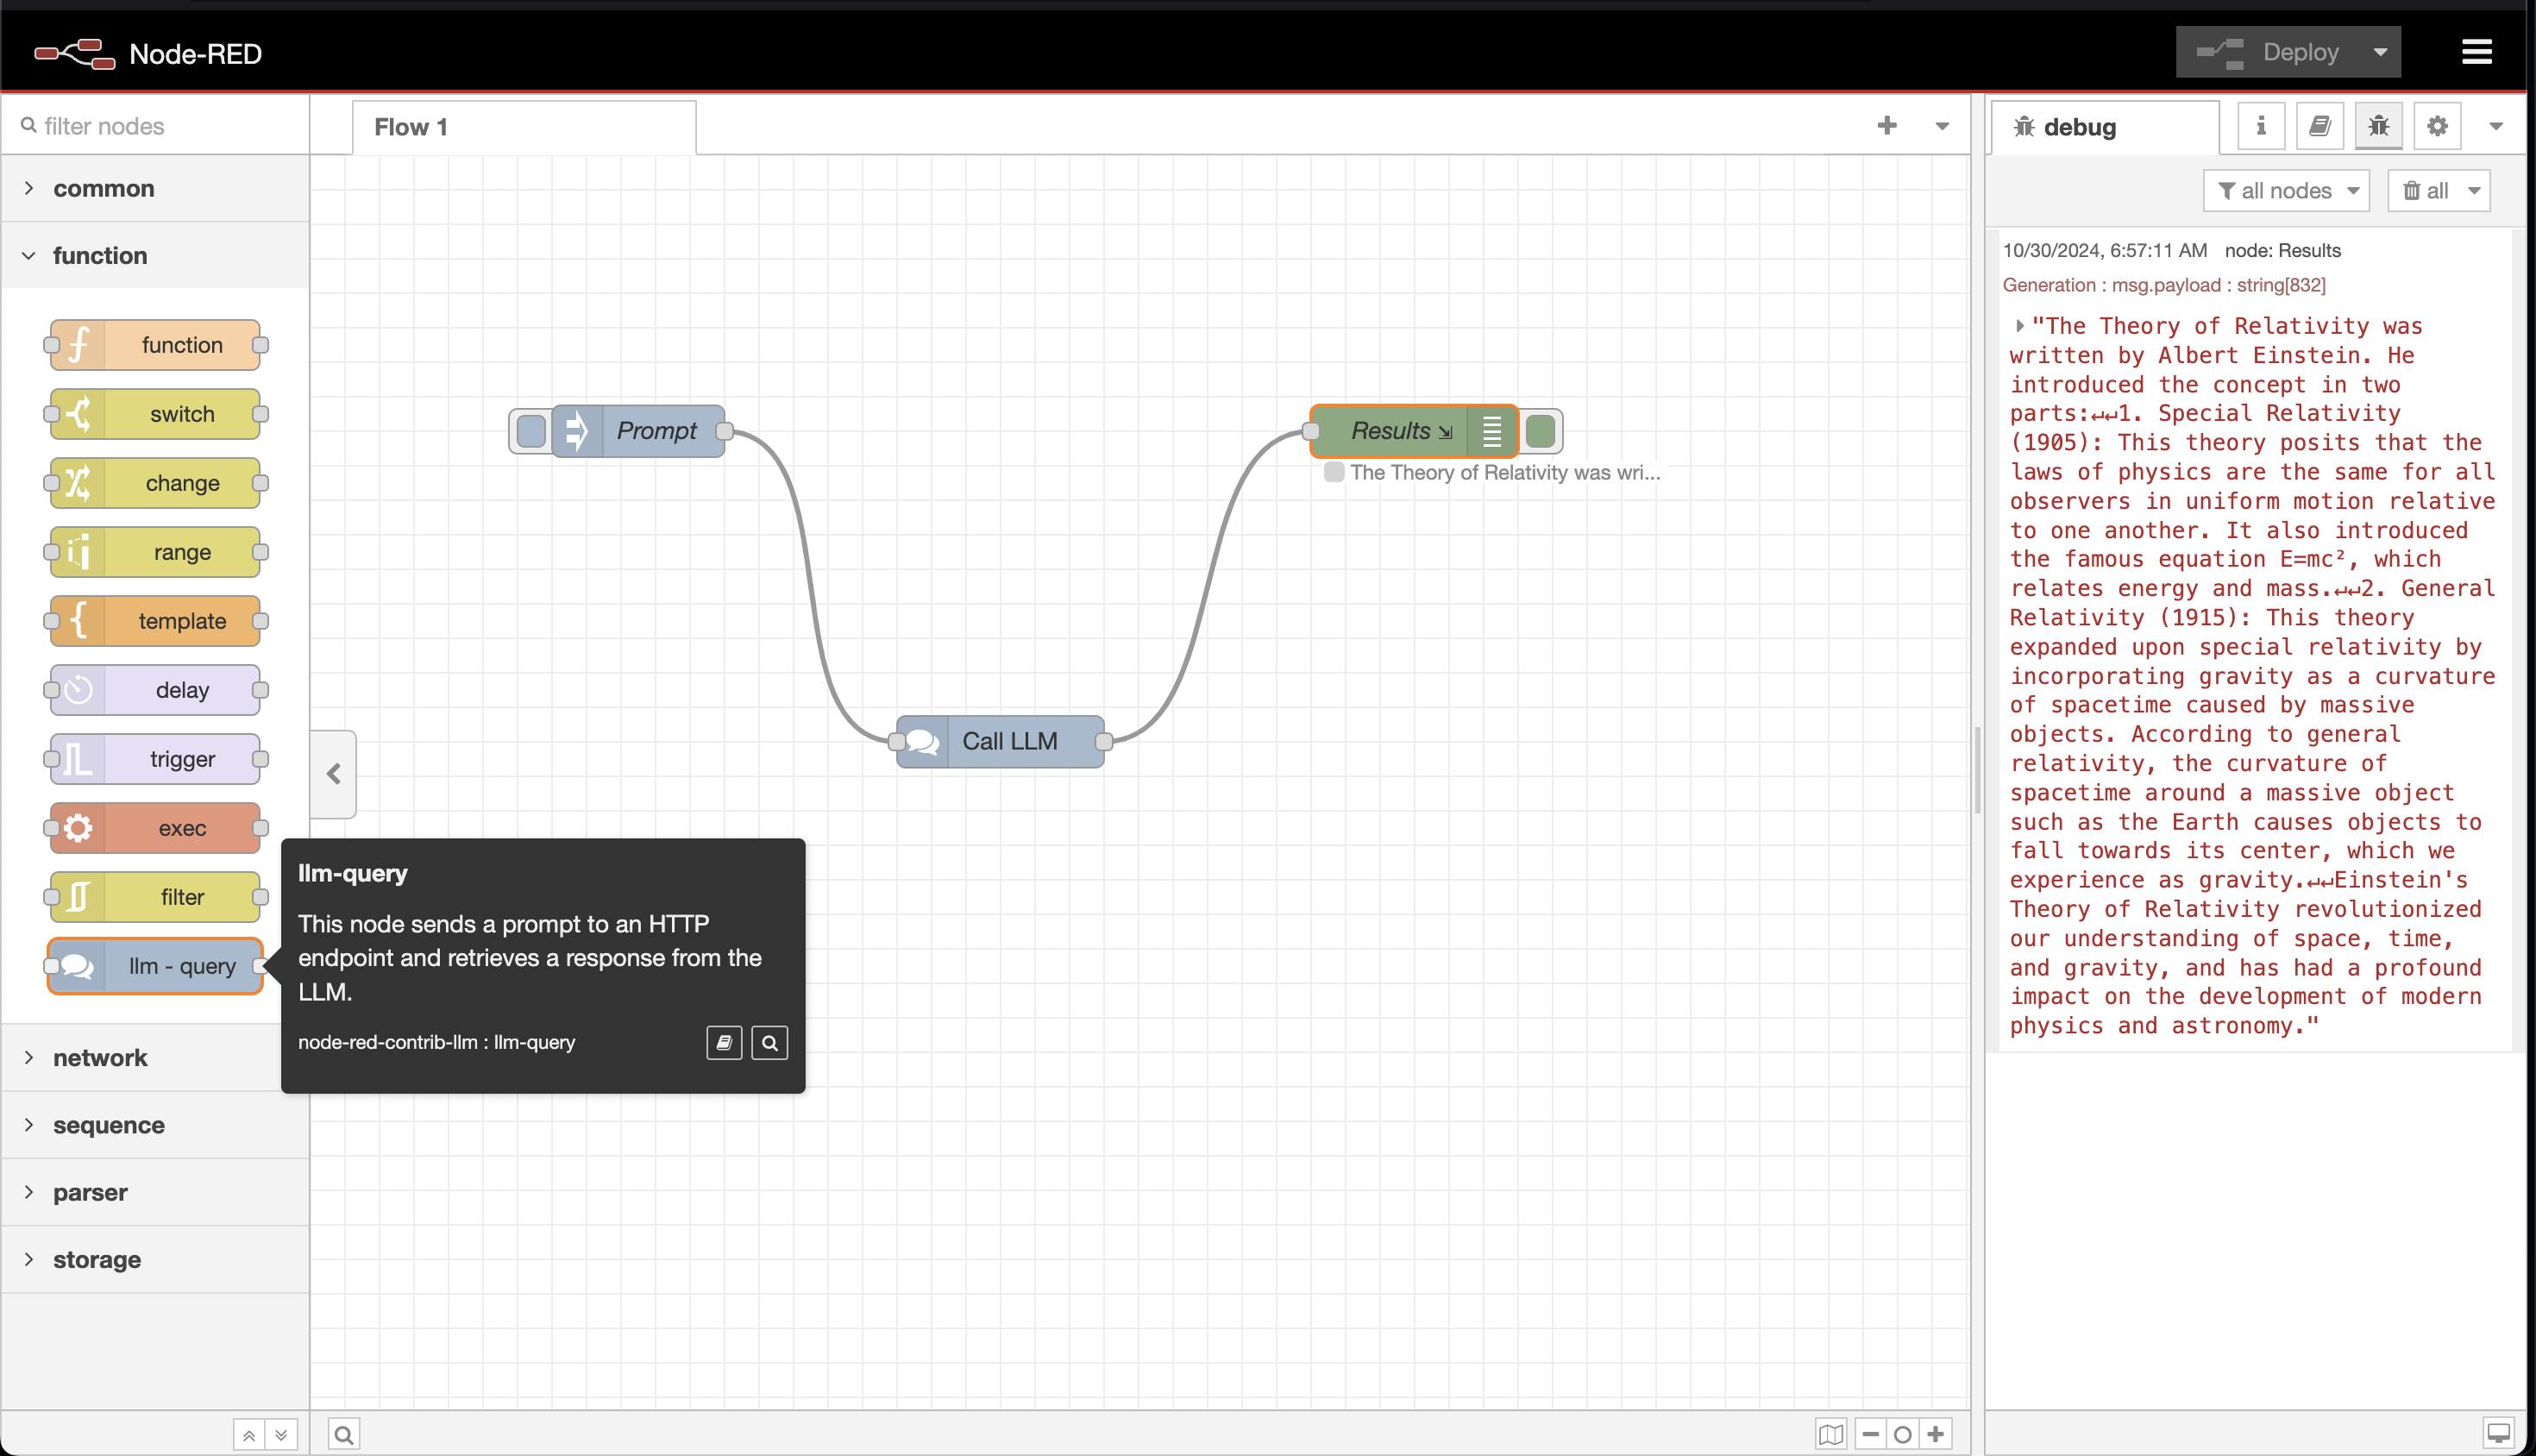 Node-RED
Deploy
filter nodes
common
function
function
switch
change
range
template
delay
trigger
exec
filter
llm - query
network
sequence
parser
storage
Flow 1
Prompt
Call LLM
Results ⇲
The Theory of Relativity was wri...
llm-query
This node sends a prompt to an HTTP
endpoint and retrieves a response from the
LLM.
node-red-contrib-llm : llm-query
debug
all nodes
all
10/30/2024, 6:57:11 AM node: Results
Generation : msg.payload : string[832]
"The Theory of Relativity was
written by Albert Einstein. He
introduced the concept in two
parts:↵↵1. Special Relativity
(1905): This theory posits that the
laws of physics are the same for all
observers in uniform motion relative
to one another. It also introduced
the famous equation E=mc², which
relates energy and mass.↵↵2. General
Relativity (1915): This theory
expanded upon special relativity by
incorporating gravity as a curvature
of spacetime caused by massive
objects. According to general
relativity, the curvature of
spacetime around a massive object
such as the Earth causes objects to
fall towards its center, which we
experience as gravity.↵↵Einstein's
Theory of Relativity revolutionized
our understanding of space, time,
and gravity, and has had a profound
impact on the development of modern
physics and astronomy."